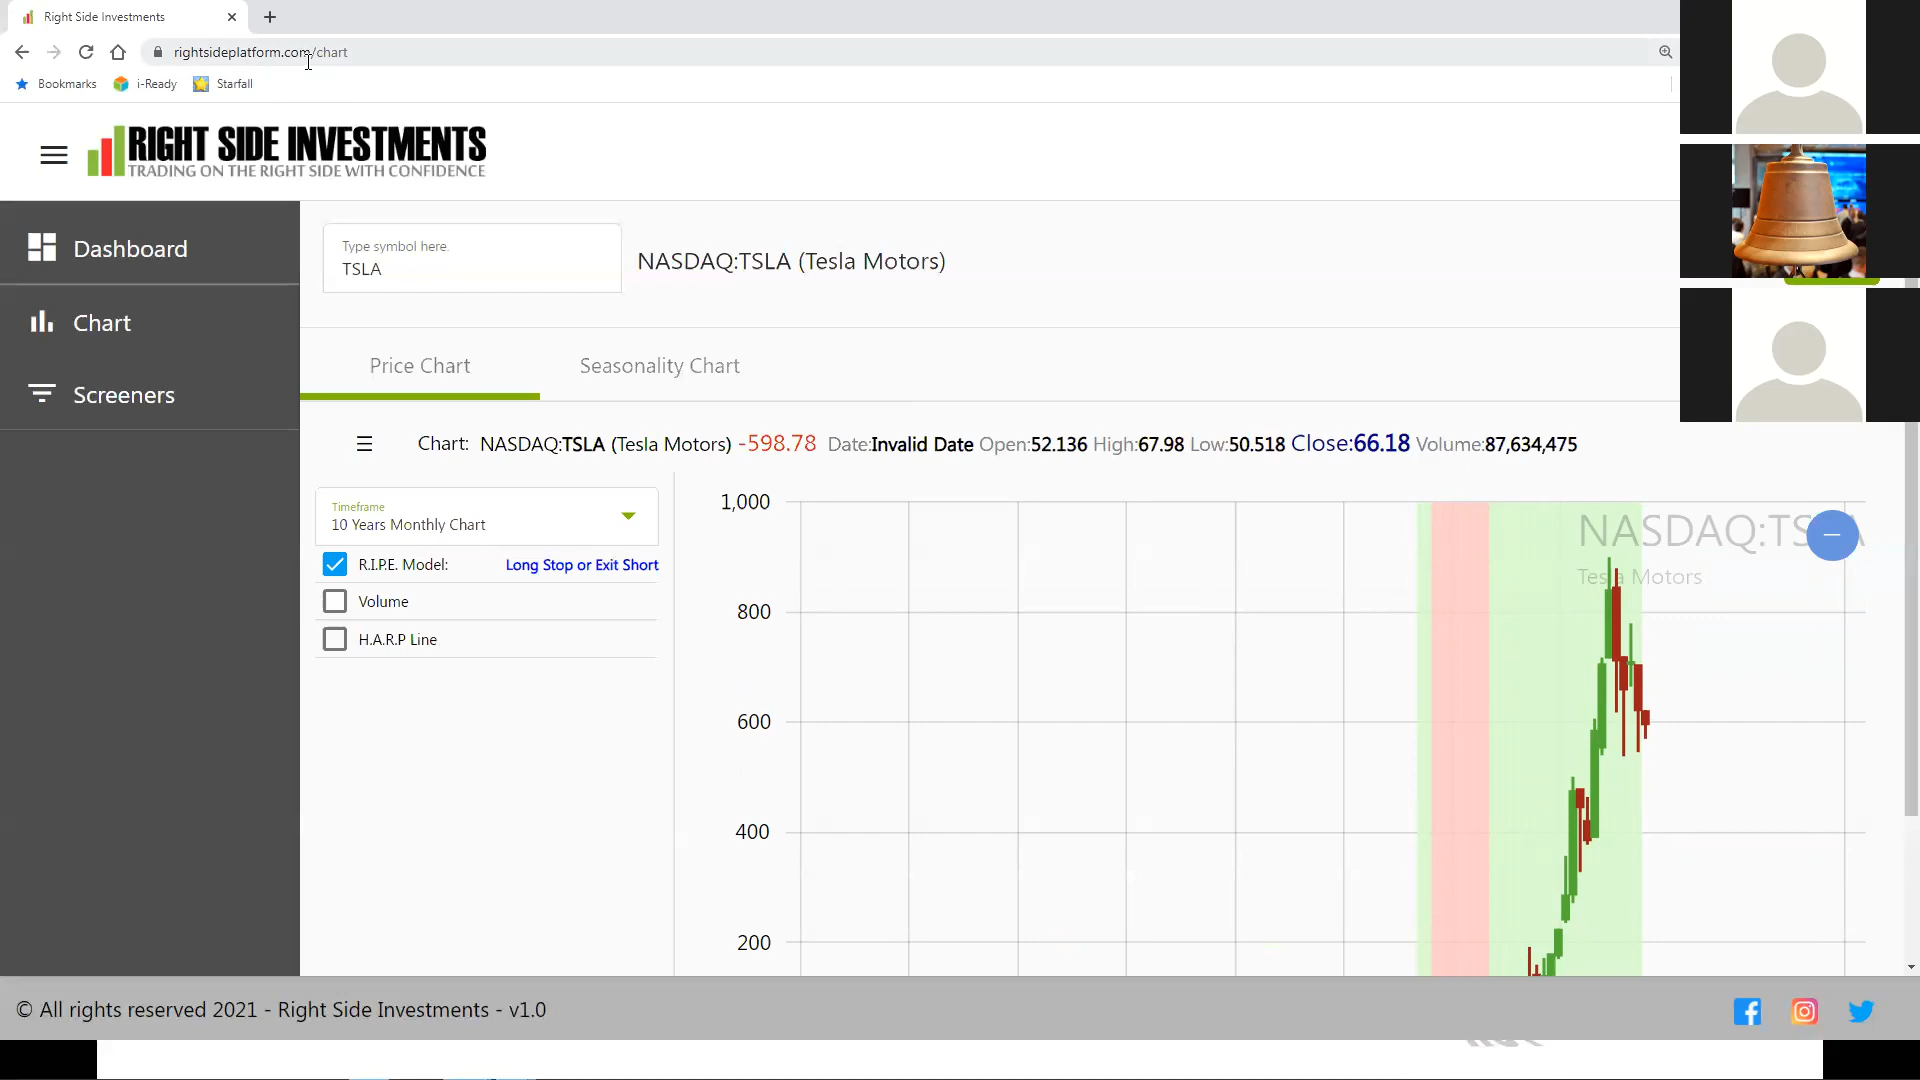 Right Side Investments
rightsideplatform.com/chart
Bookmarks i-Ready Starfall
RIGHT SIDE INVESTMENTS
TRADING ON THE RIGHT SIDE WITH CONFIDENCE
Dashboard
Chart
Screeners
Type symbol here.
TSLA
NASDAQ:TSLA (Tesla Motors)
Price Chart Seasonality Chart
Chart: NASDAQ:TSLA (Tesla Motors) -598.78 Date:Invalid Date Open:52.136 High:67.98 Low:50.518 Close:66.18 Volume:87,634,475
Timeframe
10 Years Monthly Chart
R.I.P.E. Model: Long Stop or Exit Short
Volume
H.A.R.P Line
1,000
800
600
400
200
NASDAQ:TSLA
Tesla Motors
© All rights reserved 2021 - Right Side Investments - v1.0